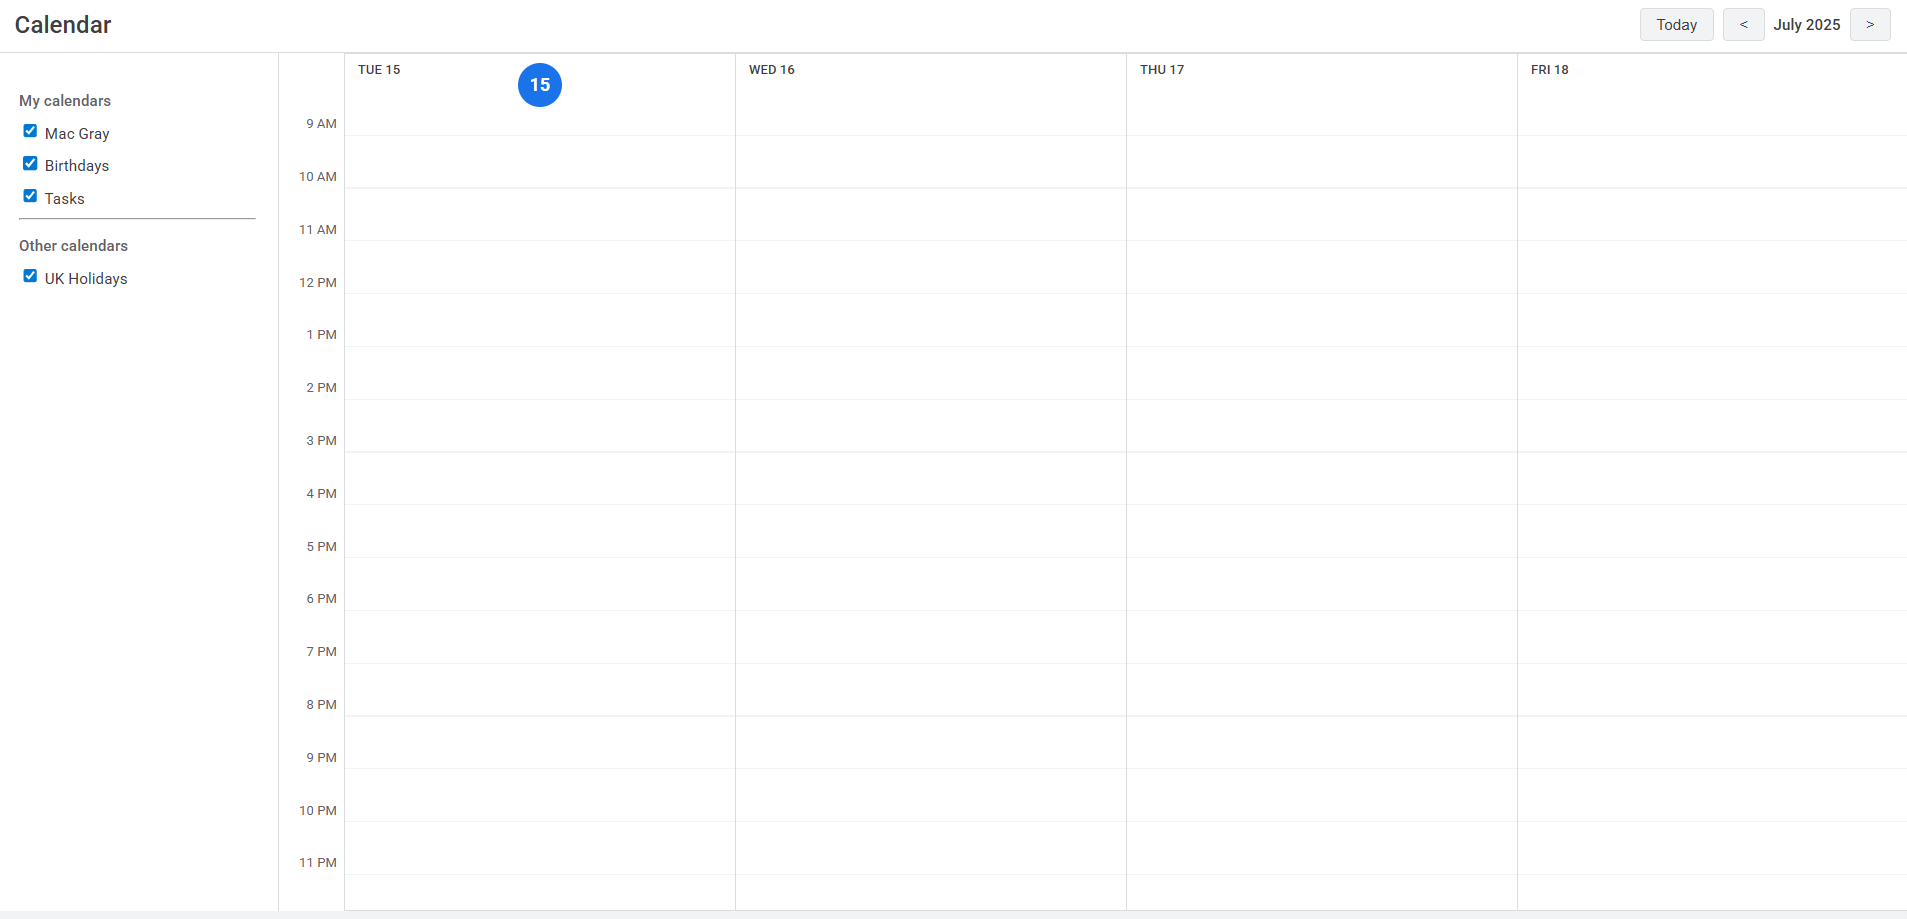 Calendar
Today < July 2025 >
My calendars
Mac Gray
Birthdays
Tasks
Other calendars
UK Holidays
TUE 15 WED 16 THU 17 FRI 18
15
9 AM
10 AM
11 AM
12 PM
1 PM
2 PM
3 PM
4 PM
5 PM
6 PM
7 PM
8 PM
9 PM
10 PM
11 PM